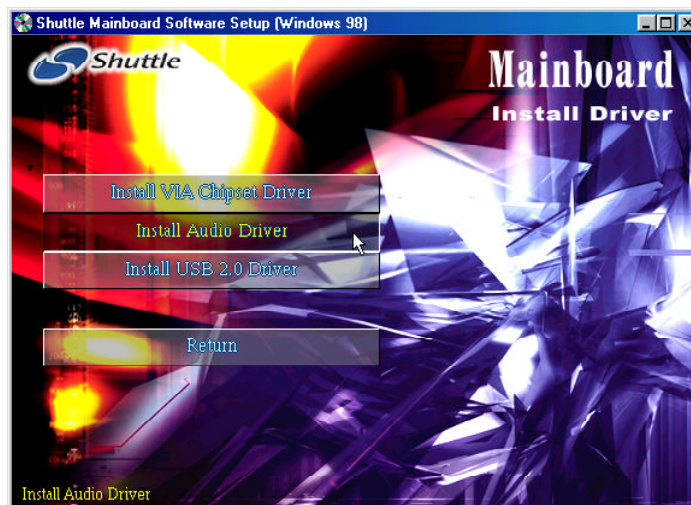 Shuttle Mainboard Software Setup (Windows 98)
Shuttle
Mainboard
Install Driver
Install VIA Chipset Driver
Install Audio Driver
Install USB 2.0 Driver
Return
Install Audio Driver